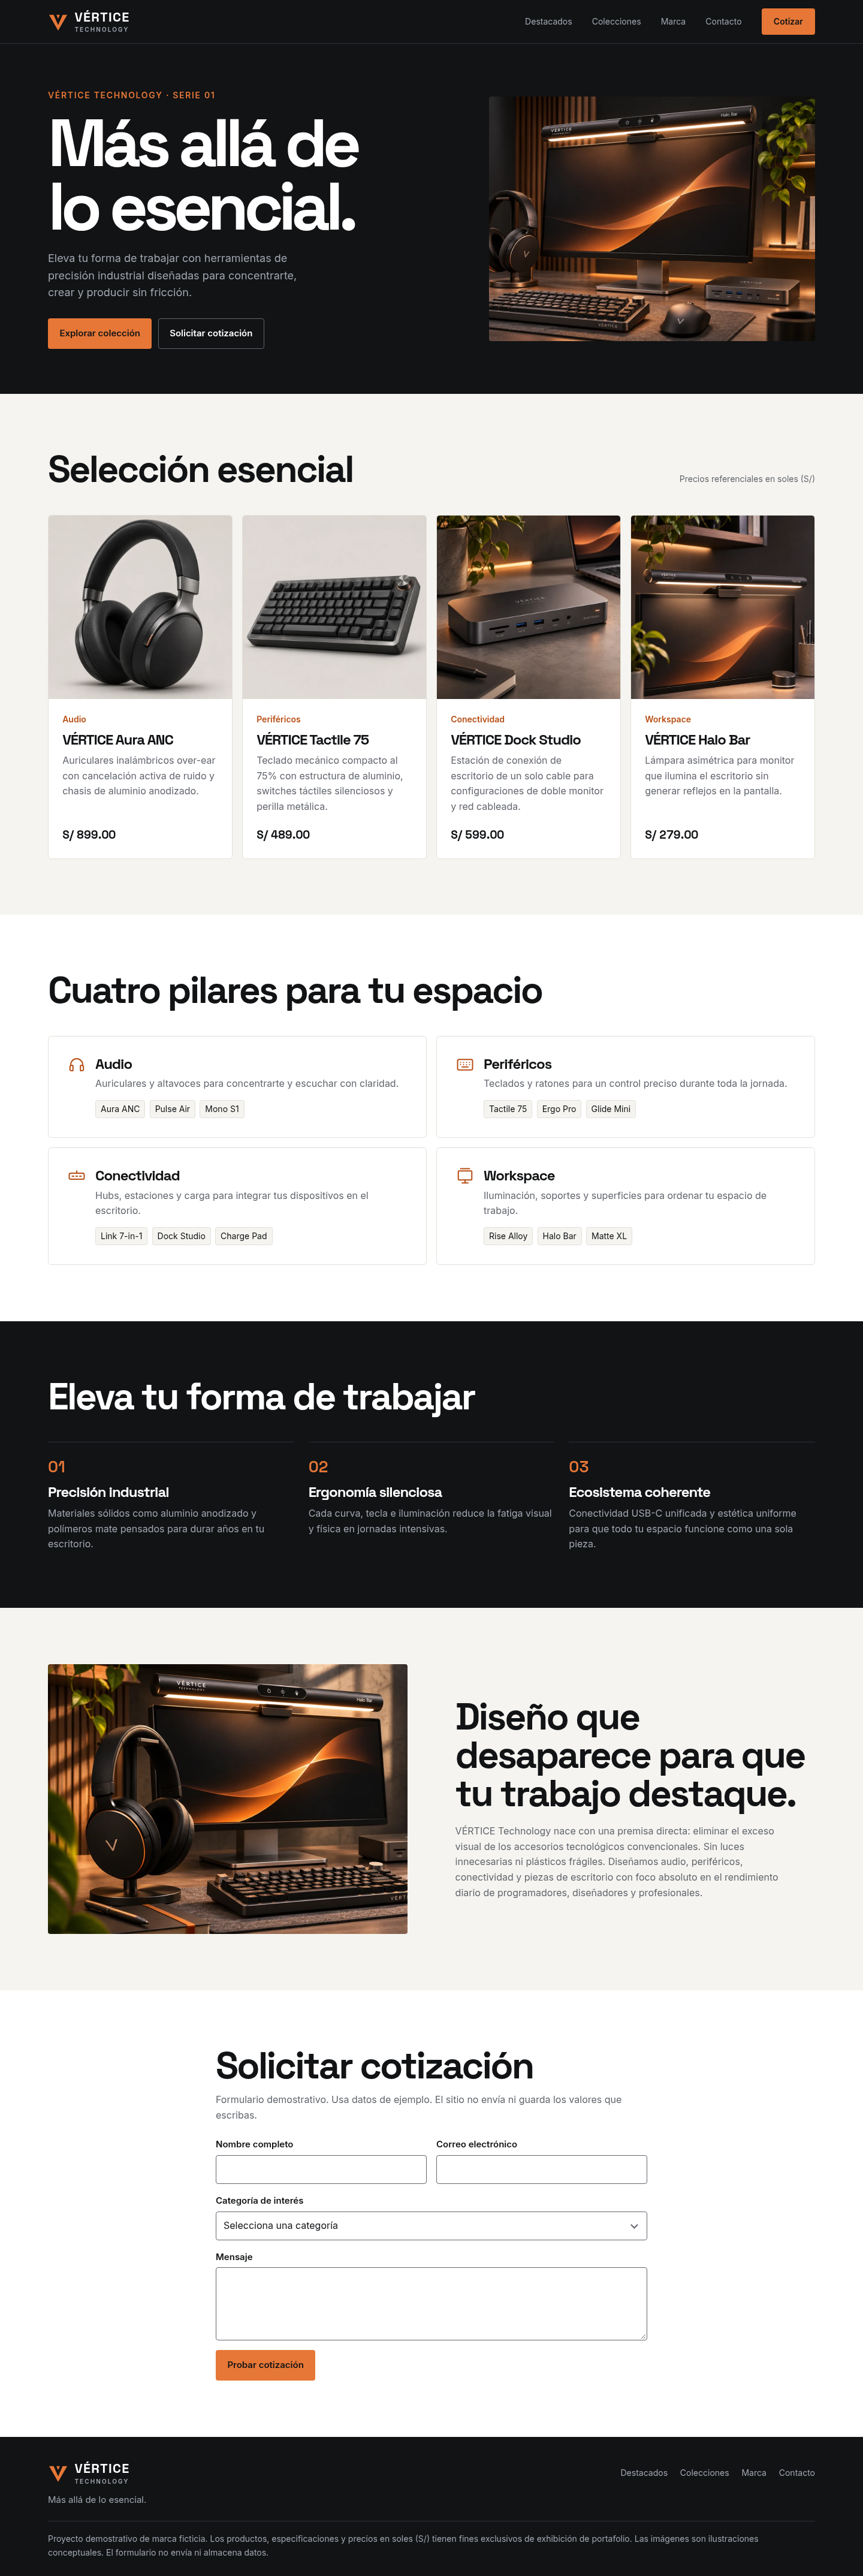 VÉRTICE
TECHNOLOGY
Destacados
Colecciones
Marca
Contacto
Cotizar
VÉRTICE TECHNOLOGY · SERIE 01
Más allá de
lo esencial.
Eleva tu forma de trabajar con herramientas de
precisión industrial diseñadas para concentrarte,
crear y producir sin fricción.
Explorar colección
Solicitar cotización
VÉRTICE
Halo Bar
VÉRTICE
Selección esencial
Precios referenciales en soles (S/)
VÉRTICE
Audio
VÉRTICE Aura ANC
Auriculares inalámbricos over-ear
con cancelación activa de ruido y
chasis de aluminio anodizado.
S/ 899.00
Periféricos
VÉRTICE Tactile 75
Teclado mecánico compacto al
75% con estructura de aluminio,
switches táctiles silenciosos y
perilla metálica.
S/ 489.00
Conectividad
VÉRTICE Dock Studio
Estación de conexión de
escritorio de un solo cable para
configuraciones de doble monitor
y red cableada.
S/ 599.00
Workspace
VÉRTICE Halo Bar
Lámpara asimétrica para monitor
que ilumina el escritorio sin
generar reflejos en la pantalla.
S/ 279.00
Cuatro pilares para tu espacio
Audio
Auriculares y altavoces para concentrarte y escuchar con claridad.
Aura ANC
Pulse Air
Mono S1
Periféricos
Teclados y ratones para un control preciso durante toda la jornada.
Tactile 75
Ergo Pro
Glide Mini
Conectividad
Hubs, estaciones y carga para integrar tus dispositivos en el
escritorio.
Link 7-in-1
Dock Studio
Charge Pad
Workspace
Iluminación, soportes y superficies para ordenar tu espacio de
trabajo.
Rise Alloy
Halo Bar
Matte XL
Eleva tu forma de trabajar
01
Precisión industrial
Materiales sólidos como aluminio anodizado y
polímeros mate pensados para durar años en tu
escritorio.
02
Ergonomía silenciosa
Cada curva, tecla e iluminación reduce la fatiga visual
y física en jornadas intensivas.
03
Ecosistema coherente
Conectividad USB-C unificada y estética uniforme
para que todo tu espacio funcione como una sola
pieza.
VÉRTICE
TECHNOLOGY
Halo Bar
Diseño que
desaparece para que
tu trabajo destaque.
VÉRTICE Technology nace con una premisa directa: eliminar el exceso
visual de los accesorios tecnológicos convencionales. Sin luces
innecesarias ni plásticos frágiles. Diseñamos audio, periféricos,
conectividad y piezas de escritorio con foco absoluto en el rendimiento
diario de programadores, diseñadores y profesionales.
Solicitar cotización
Formulario demostrativo. Usa datos de ejemplo. El sitio no envía ni guarda los valores que
escribas.
Nombre completo
Correo electrónico
Categoría de interés
Selecciona una categoría
Mensaje
Probar cotización
VÉRTICE
TECHNOLOGY
Más allá de lo esencial.
Destacados
Colecciones
Marca
Contacto
Proyecto demostrativo de marca ficticia. Los productos, especificaciones y precios en soles (S/) tienen fines exclusivos de exhibición de portafolio. Las imágenes son ilustraciones
conceptuales. El formulario no envía ni almacena datos.